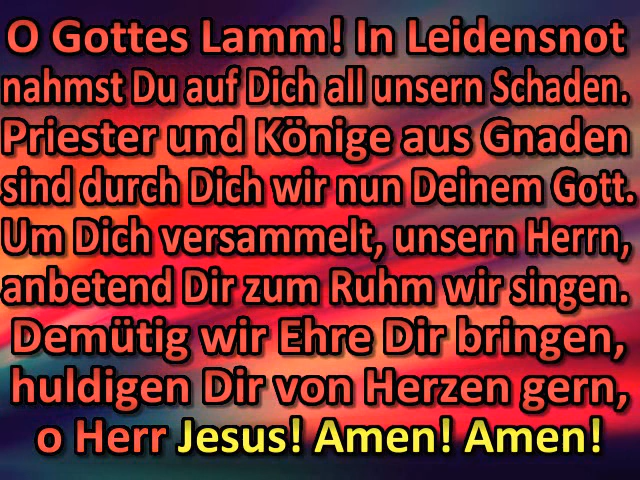 O Gottes Lamm! In Leidensnot
nahmst Du auf Dich all unsern Schaden.
Priester und Könige aus Gnaden
sind durch Dich wir nun Deinem Gott.
Um Dich versammelt, unsern Herrn,
anbetend Dir zum Ruhm wir singen.
Demütig wir Ehre Dir bringen,
huldigen Dir von Herzen gern,
o Herr Jesus! Amen! Amen!